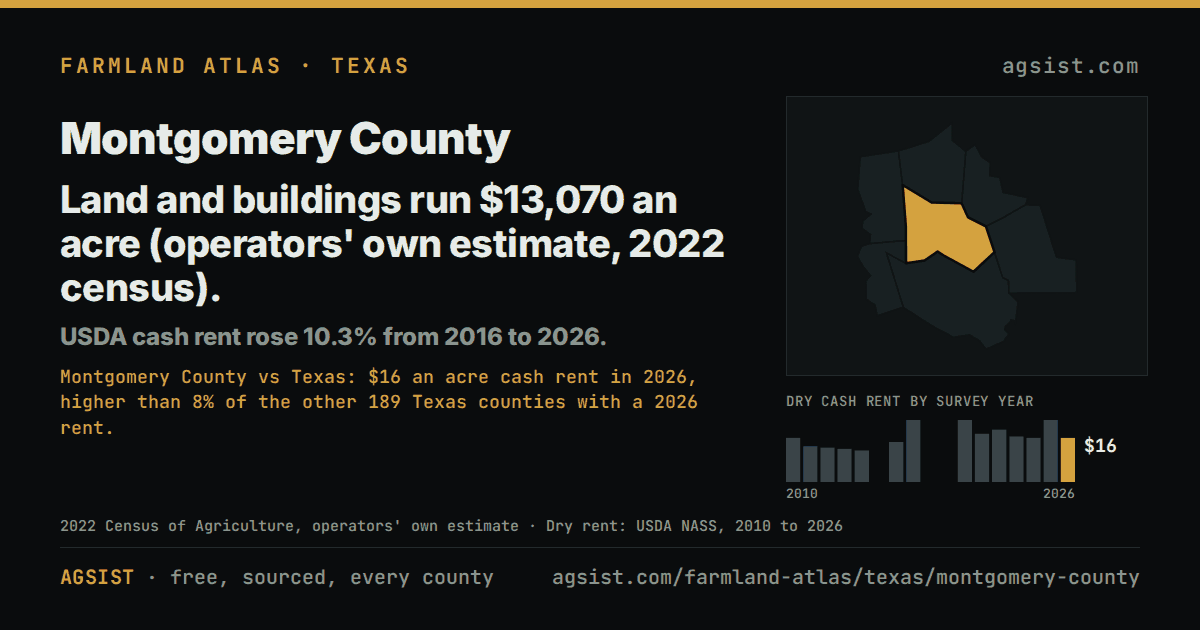 FARMLAND ATLAS · TEXAS
agsist.com
Montgomery County
Land and buildings run $13,070 an
acre (operators' own estimate, 2022
census).
USDA cash rent rose 10.3% from 2016 to 2026.
Montgomery County vs Texas: $16 an acre cash rent in 2026,
higher than 8% of the other 189 Texas counties with a 2026
rent.
DRY CASH RENT BY SURVEY YEAR
$16
2010
2026
2022 Census of Agriculture, operators' own estimate · Dry rent: USDA NASS, 2010 to 2026
AGSIST · free, sourced, every county
agsist.com/farmland-atlas/texas/montgomery-county